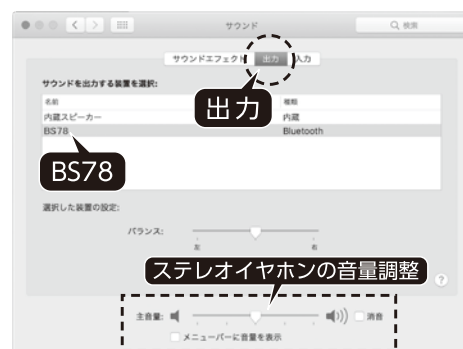 サウンド
検索
サウンドエフェクト 出力 入力
出力
サウンドを出力する装置を選択:
名前 種類
内蔵スピーカー 内蔵
BS78 Bluetooth
BS78
選択した装置の設定:
バランス:
左 右
ステレオイヤホンの音量調整
?
主音量: 消音
メニューバーに音量を表示